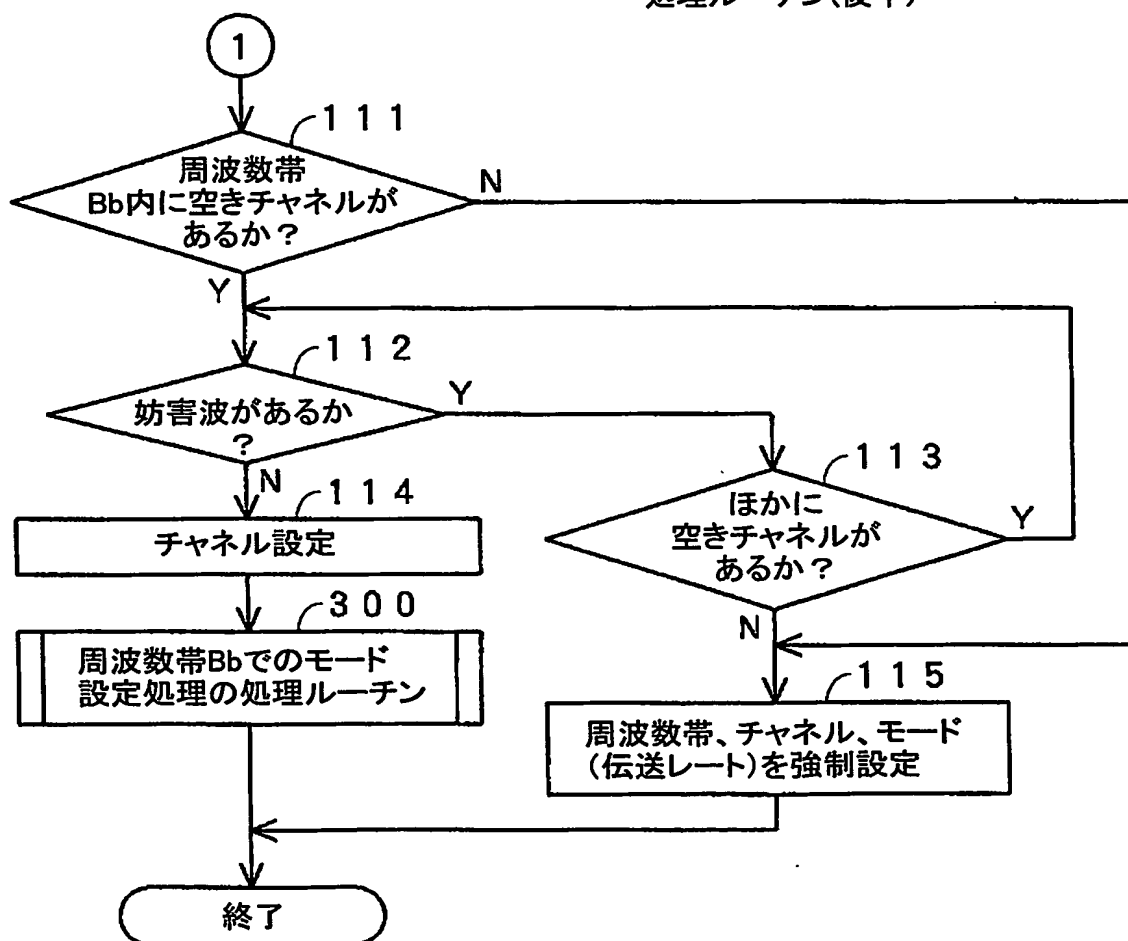 1
111
周波数帯
Bb内に空きチャネルが
あるか?
N
Y
112
妨害波があるか
?
Y
N
113
ほかに
空きチャネルが
あるか?
Y
N
114
チャネル設定
300
周波数帯Bbでのモード
設定処理の処理ルーチン
115
周波数帯、チャネル、モード
(伝送レート)を強制設定
終了